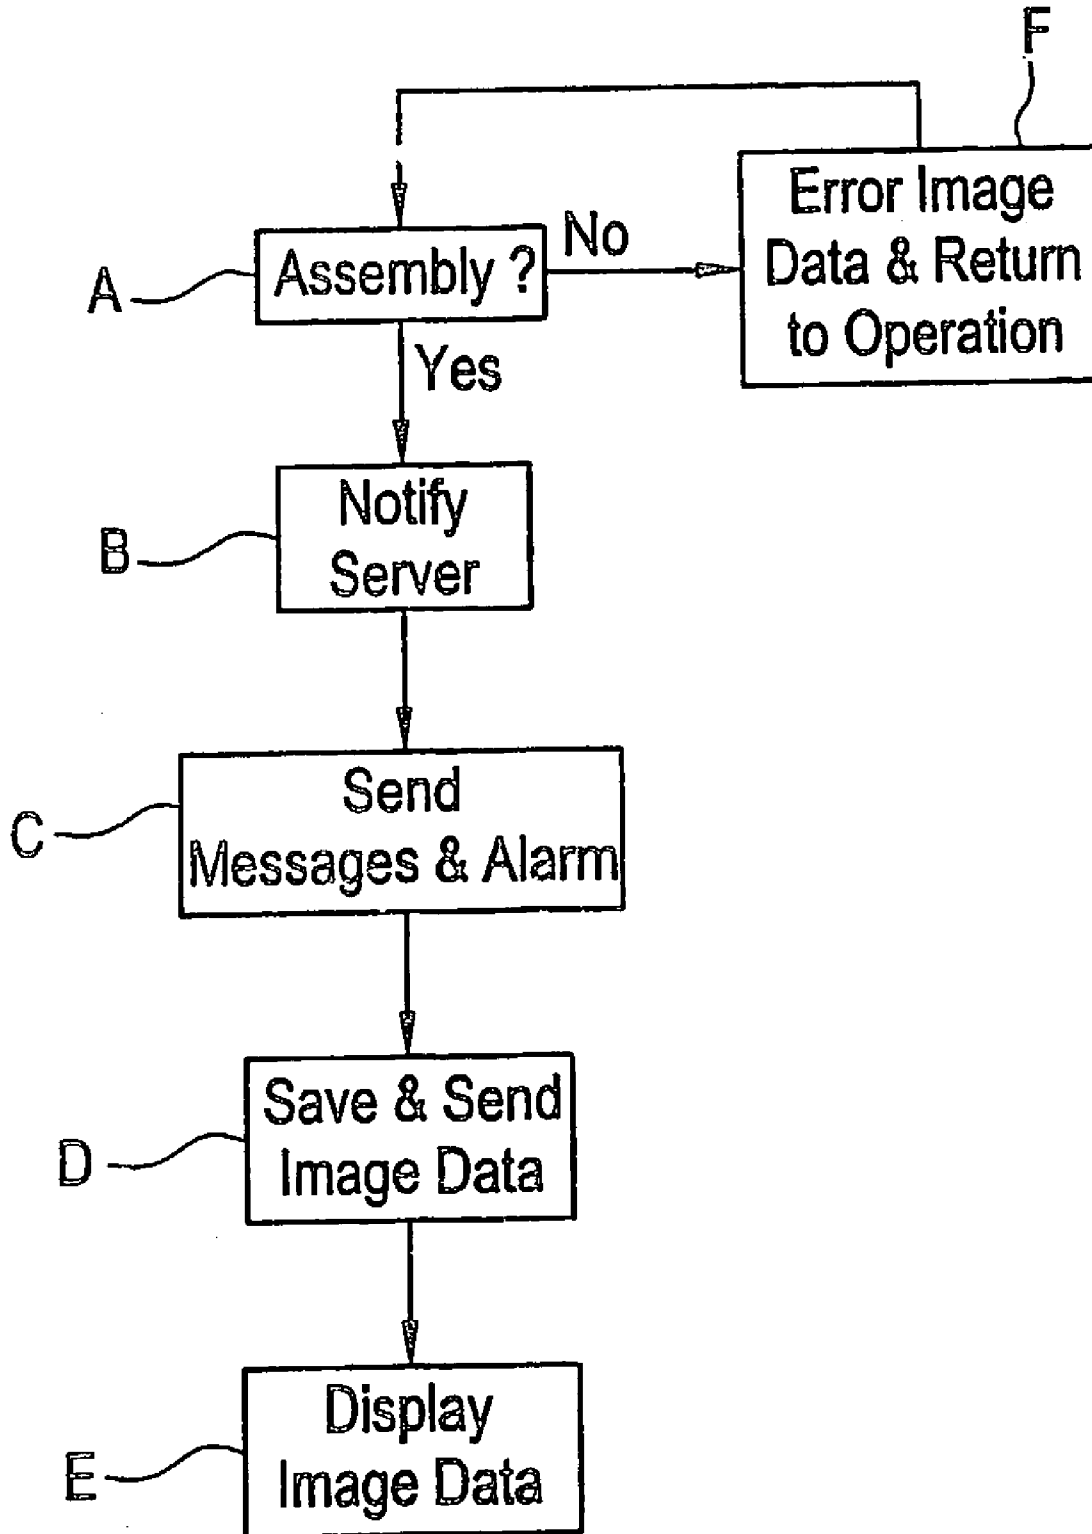 F
Error Image
Data & Return
to Operation
No
A
Assembly ?
Yes
B
Notify
Server
C
Send
Messages & Alarm
D
Save & Send
Image Data
E
Display
Image Data